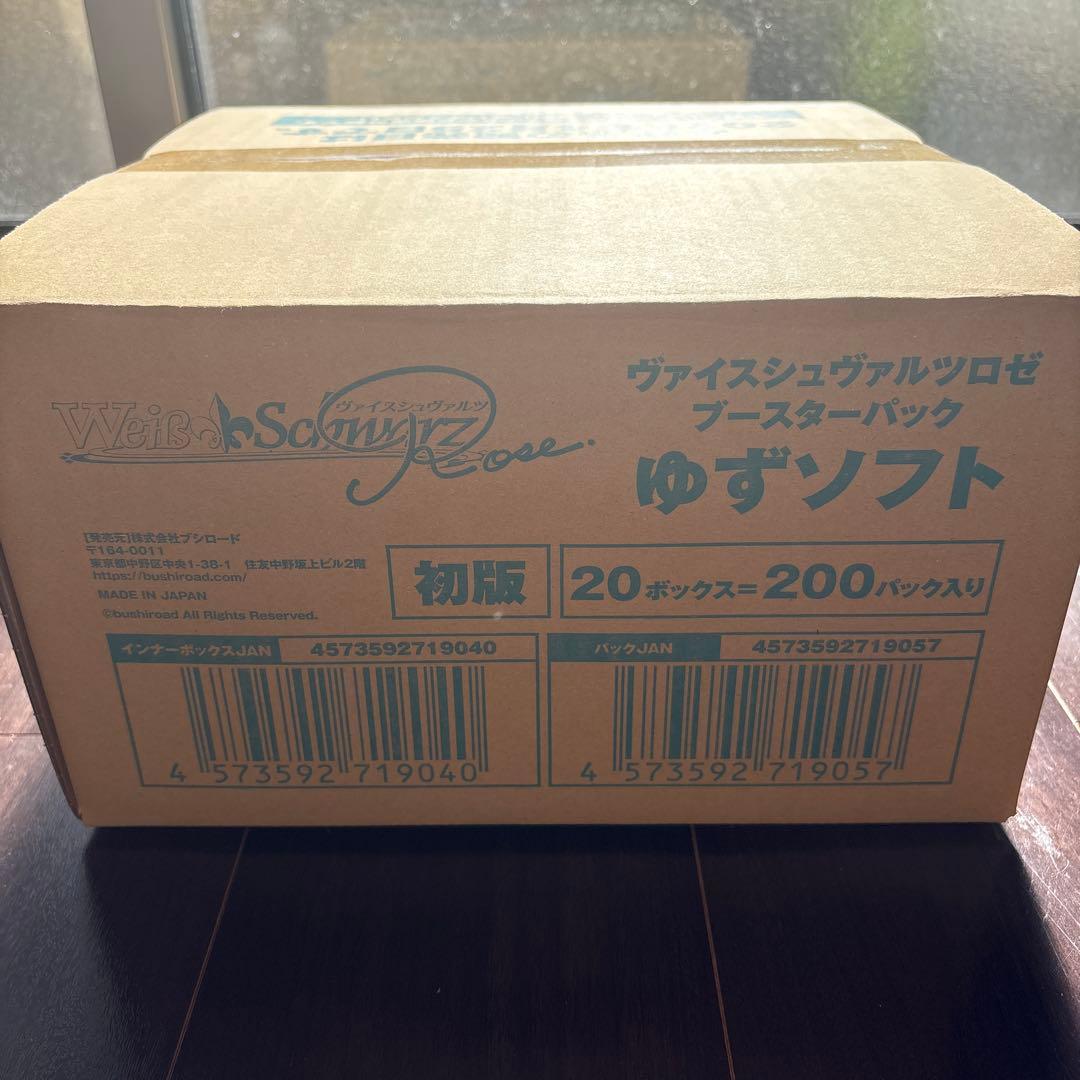 ヴァイスシュヴァルツロゼ
ブースターパック
ゆずソフト
Weiß Schwarz
ヴァイスシュヴァルツ
Rose.
[発売元]株式会社ブシロード
〒164-0011
東京都中野区中央1-38-1 住友中野坂上ビル2階
https://bushiroad.com/
MADE IN JAPAN
©bushiroad All Rights Reserved.
初版
20ボックス=200パック入り
インナーボックスJAN 4573592719040
4 573592 719040
パックJAN 4573592719057
4 573592 719057